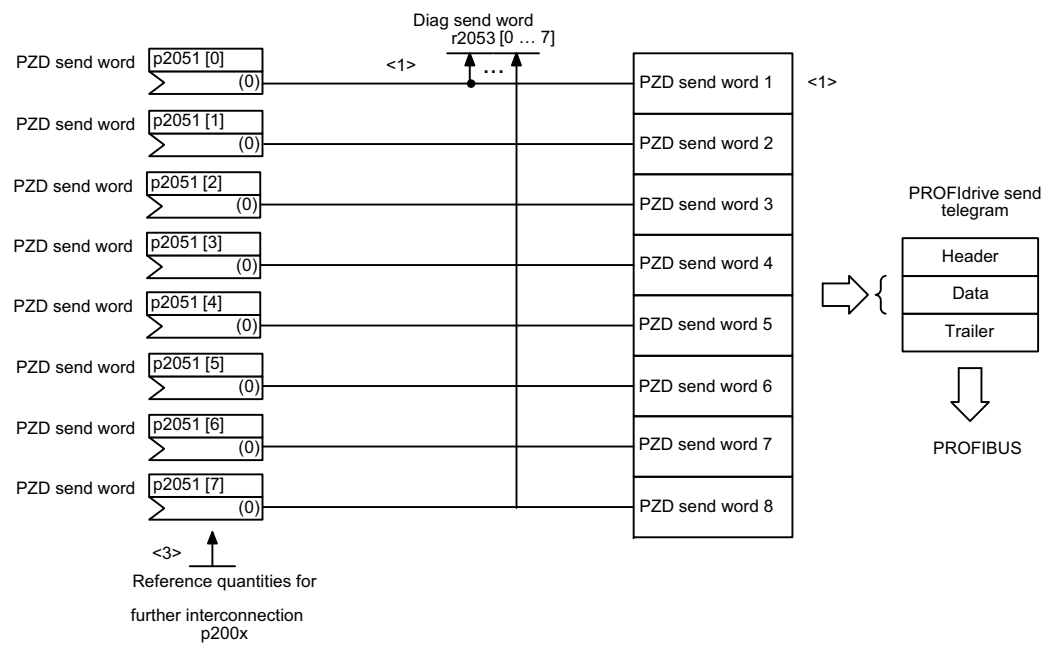 Diag send word
r2053 [0 … 7]
PZD send word
p2051 [0]
(0)
<1>
...
PZD send word 1
<1>
PZD send word
p2051 [1]
(0)
PZD send word 2
PZD send word
p2051 [2]
(0)
PZD send word 3
PZD send word
p2051 [3]
(0)
PZD send word 4
PZD send word
p2051 [4]
(0)
PZD send word 5
PZD send word
p2051 [5]
(0)
PZD send word 6
PZD send word
p2051 [6]
(0)
PZD send word 7
PZD send word
p2051 [7]
(0)
PZD send word 8
PROFIdrive send
telegram
Header
Data
Trailer
PROFIBUS
<3>
Reference quantities for
further interconnection
p200x